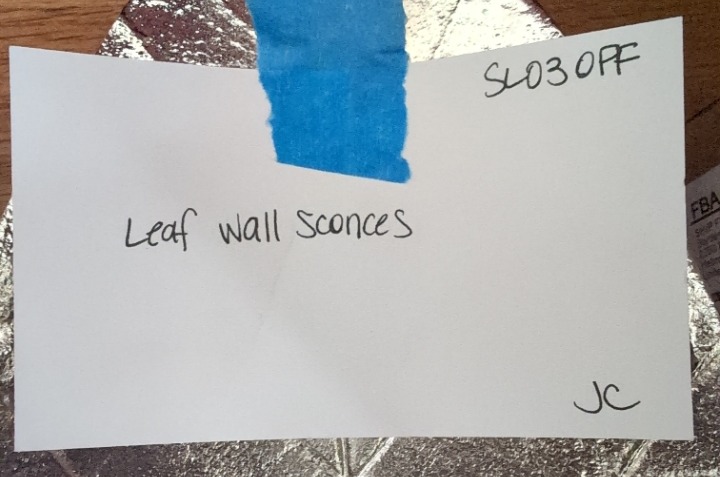 SL03OFF
Leaf Wall Sconces
FBA
JC